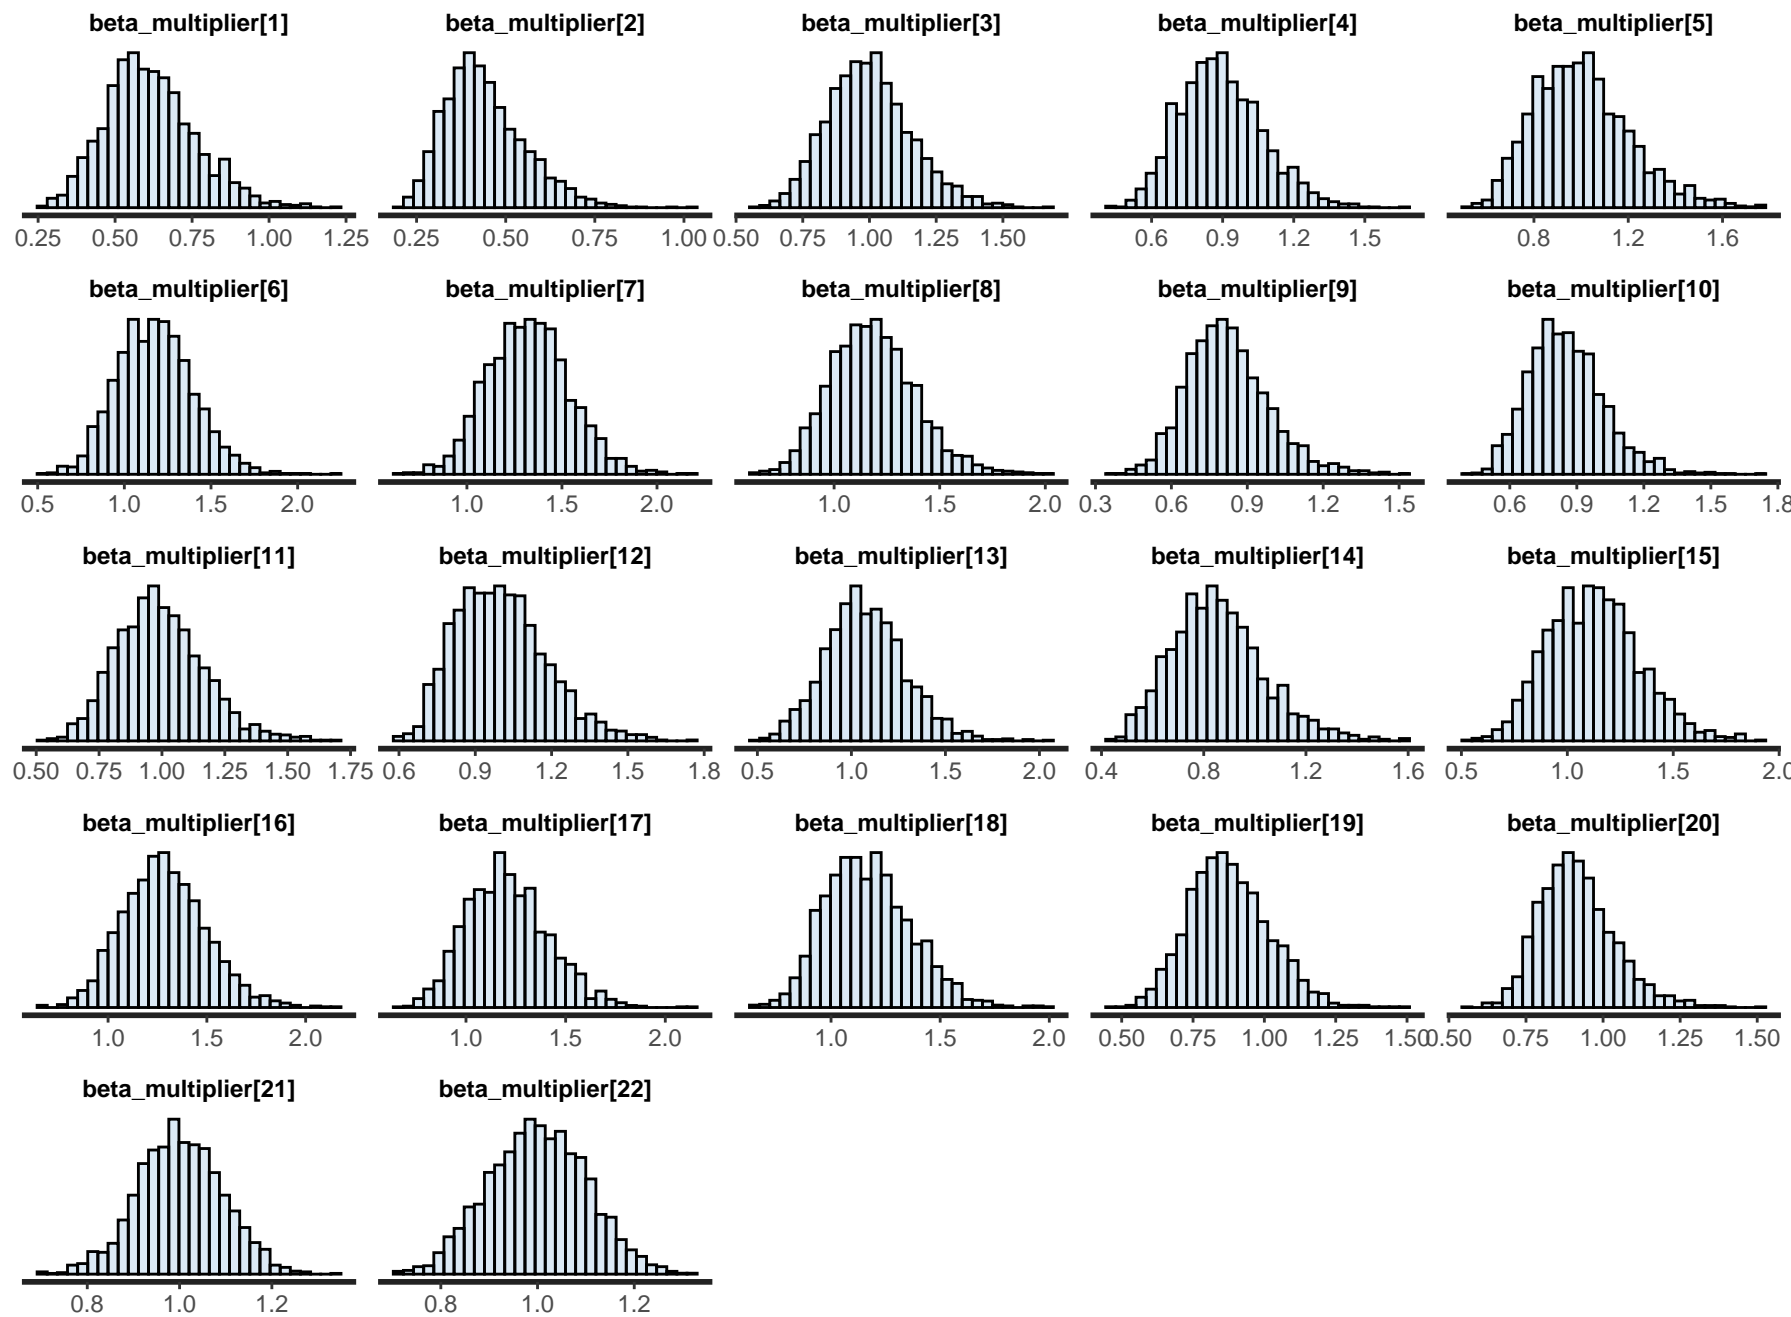 beta_multiplier[1] beta_multiplier[2] beta_multiplier[3] beta_multiplier[4] beta_multiplier[5]
0.25 0.50 0.75 1.00 1.25 0.25 0.50 0.75 1.00 0.50 0.75 1.00 1.25 1.50 0.6 0.9 1.2 1.5 0.8 1.2 1.6
beta_multiplier[6] beta_multiplier[7] beta_multiplier[8] beta_multiplier[9] beta_multiplier[10]
0.5 1.0 1.5 2.0 1.0 1.5 2.0 1.0 1.5 2.0 0.3 0.6 0.9 1.2 1.5 0.6 0.9 1.2 1.5 1.8
beta_multiplier[11] beta_multiplier[12] beta_multiplier[13] beta_multiplier[14] beta_multiplier[15]
0.50 0.75 1.00 1.25 1.50 1.75 0.6 0.9 1.2 1.5 1.8 0.5 1.0 1.5 2.0 0.4 0.8 1.2 1.6 0.5 1.0 1.5 2.0
beta_multiplier[16] beta_multiplier[17] beta_multiplier[18] beta_multiplier[19] beta_multiplier[20]
1.0 1.5 2.0 1.0 1.5 2.0 1.0 1.5 2.0 0.50 0.75 1.00 1.25 1.50 0.50 0.75 1.00 1.25 1.50
beta_multiplier[21] beta_multiplier[22]
0.8 1.0 1.2 0.8 1.0 1.2